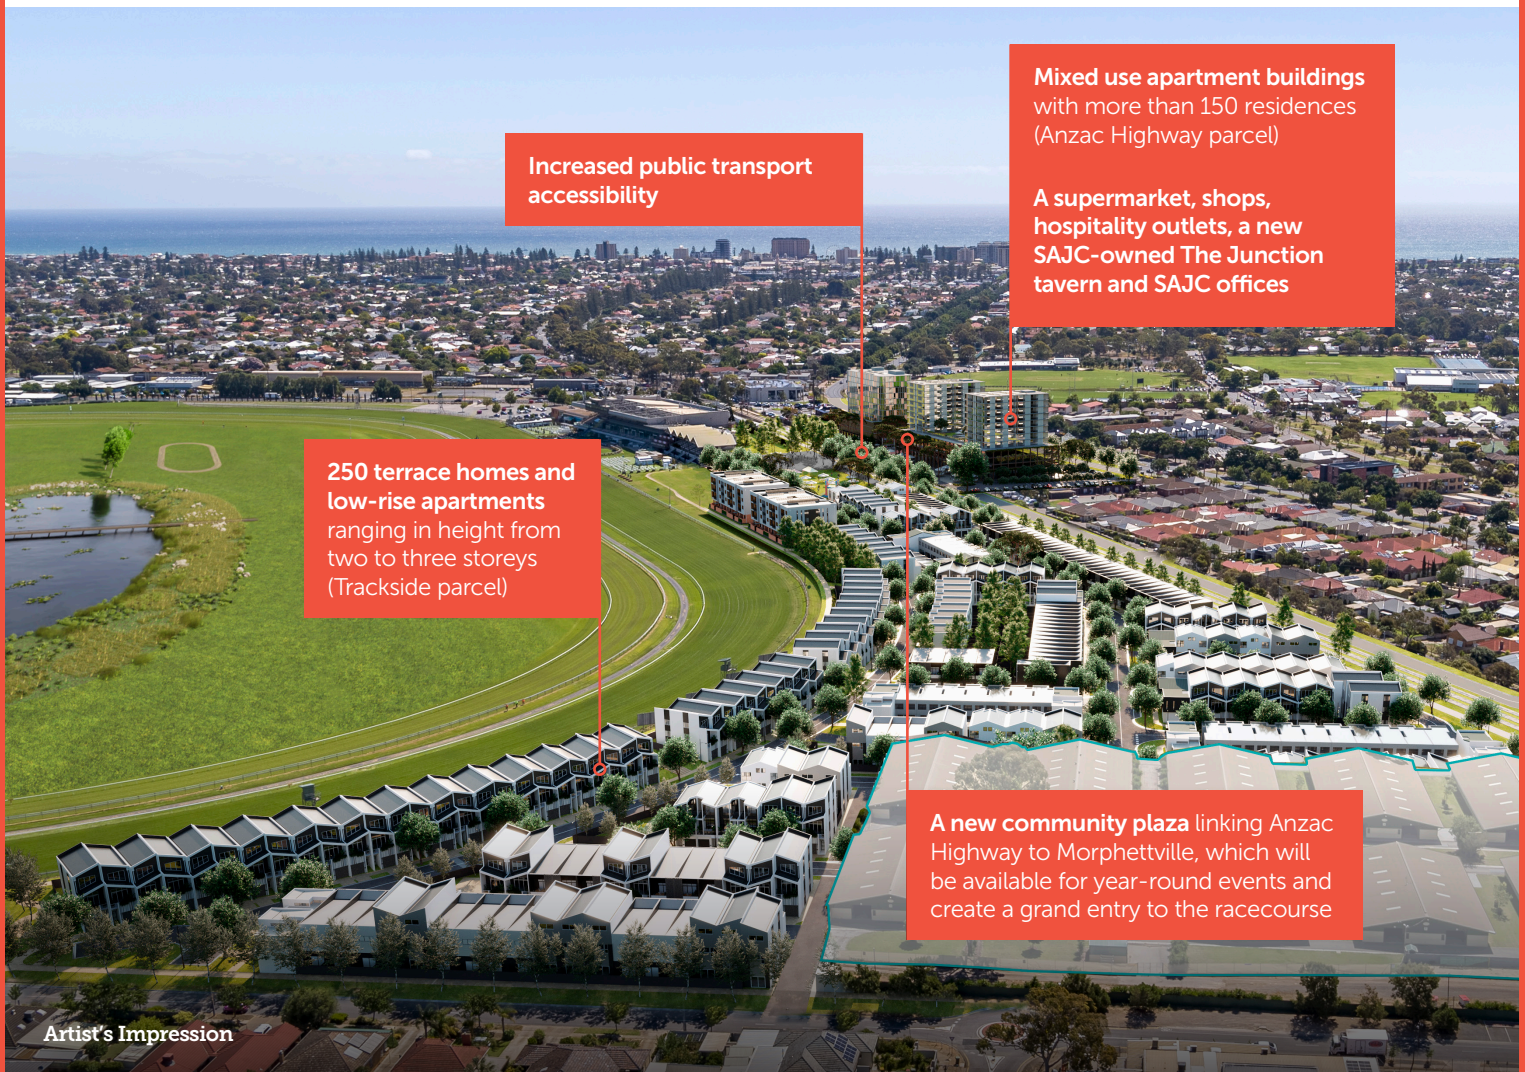 Mixed use apartment buildings
with more than 150 residences
(Anzac Highway parcel)
A supermarket, shops,
hospitality outlets, a new
SAJC-owned The Junction
tavern and SAJC offices
Increased public transport
accessibility
250 terrace homes and
low-rise apartments
ranging in height from
two to three storeys
(Trackside parcel)
A new community plaza linking Anzac
Highway to Morphettville, which will
be available for year-round events and
create a grand entry to the racecourse
Artist's Impression